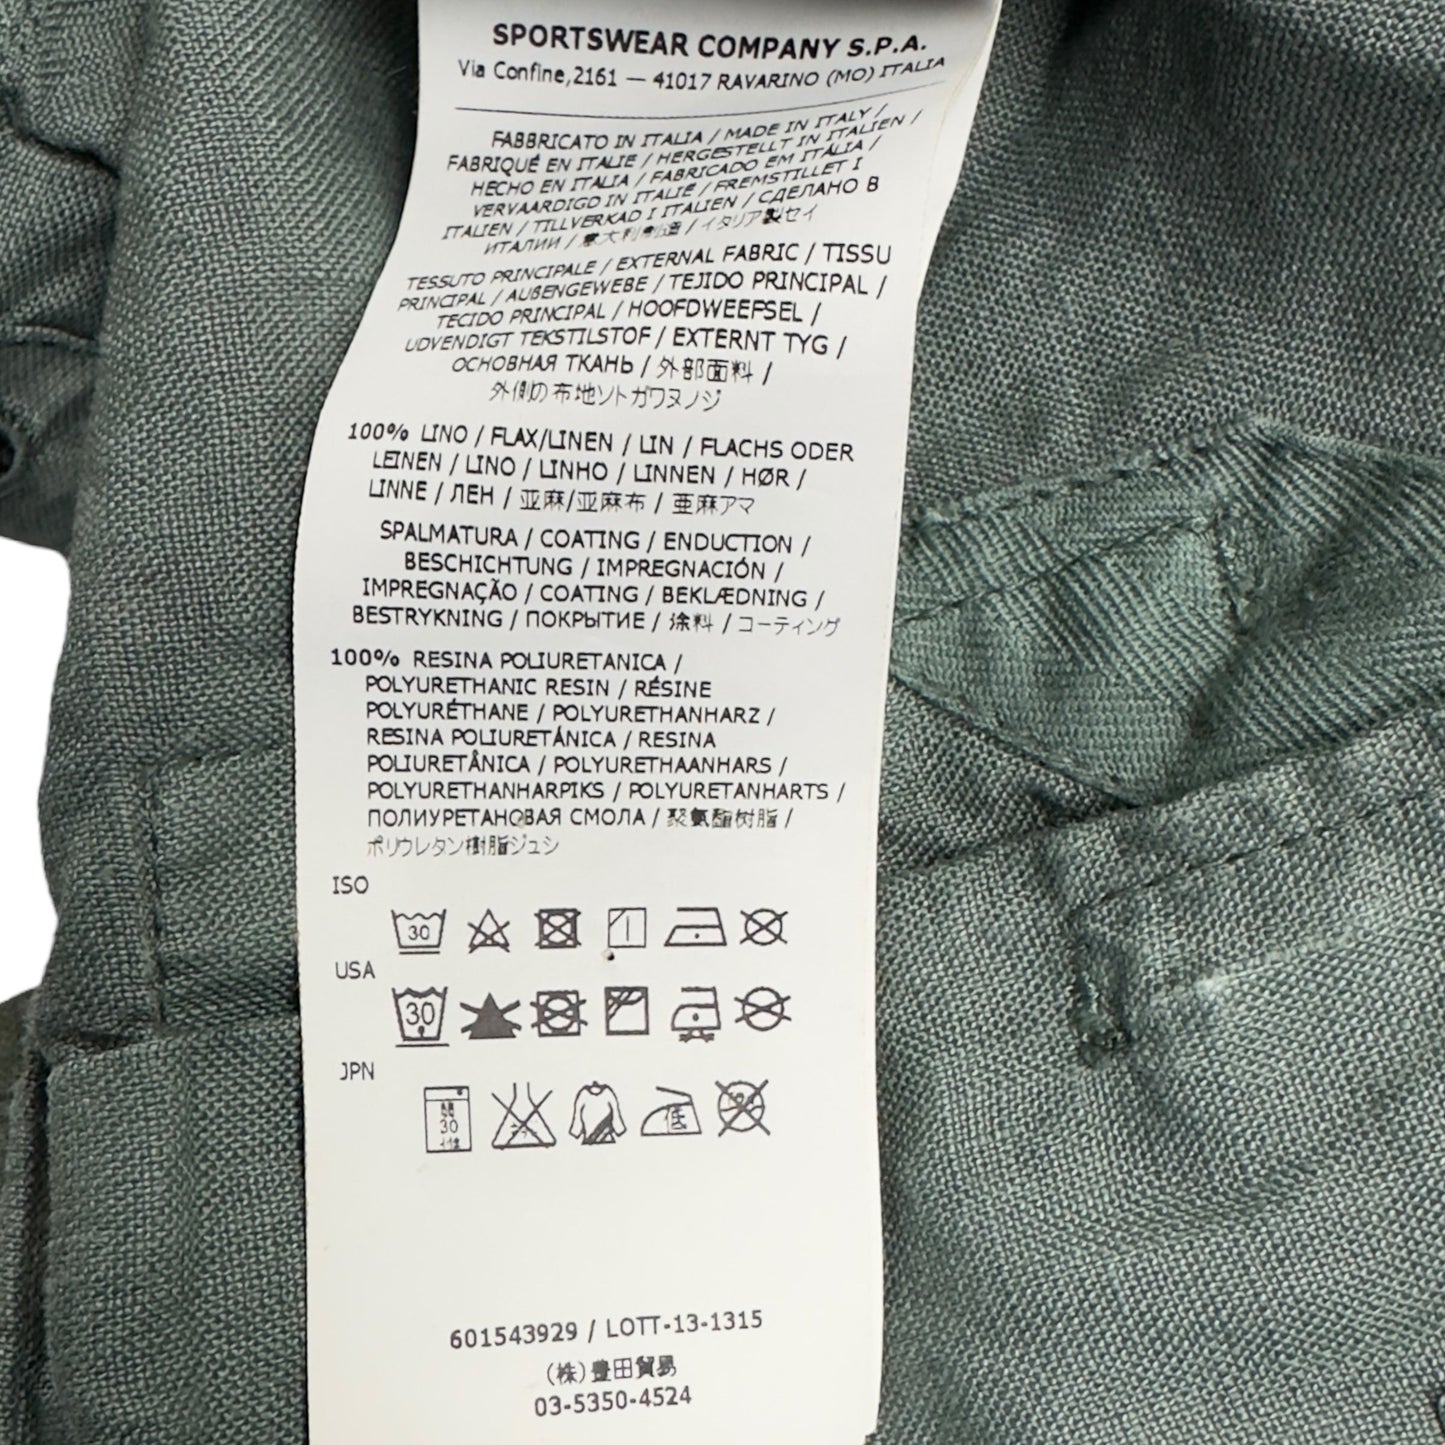 SPORTSWEAR COMPANY S.P.A.
Via Confine,2161 — 41017 RAVARINO (MO) ITALIA
FABBRICATO IN ITALIA / MADE IN ITALY /
FABRIQUÉ EN ITALIE / HERGESTELLT IN ITALIEN /
HECHO EN ITALIA / FABRICADO EM ITÁLIA /
VERVAARDIGD IN ITALIË / FREMSTILLET I
ITALIEN / TILLVERKAD I ITALIEN / СДЕЛАНО В
ИТАЛИИ / 意大利制造 / イタリア製セイ
TESSUTO PRINCIPALE / EXTERNAL FABRIC / TISSU
PRINCIPAL / AUßENGEWEBE / TEJIDO PRINCIPAL /
TECIDO PRINCIPAL / HOOFDWEEFSEL /
UDVENDIGT TEKSTILSTOF / EXTERNT TYG /
ОСНОВНАЯ ТКАНЬ / 外部面料 /
外側の布地ソトガワヌノジ
100% LINO / FLAX/LINEN / LIN / FLACHS ODER
LEINEN / LINO / LINHO / LINNEN / HØR /
LINNE / ЛЕН / 亚麻/亚麻布 / 亜麻アマ
SPALMATURA / COATING / ENDUCTION /
BESCHICHTUNG / IMPREGNACIÓN /
IMPREGNAÇÃO / COATING / BEKLÆDNING /
BESTRYKNING / ПОКРЫТИЕ / 涂料 / コーティング
100% RESINA POLIURETANICA /
POLYURETHANIC RESIN / RÉSINE
POLYURÉTHANE / POLYURETHANHARZ /
RESINA POLIURETÁNICA / RESINA
POLIURETÂNICA / POLYURETHAANHARS /
POLYURETHANHARPIKS / POLYURETANHARTS /
ПОЛИУРЕТАНОВАЯ СМОЛА / 聚氨酯树脂 /
ポリウレタン樹脂ジュシ
ISO
30
USA
30
JPN
30
低
601543929 / LOTT-13-1315
(株)豊田貿易
03-5350-4524